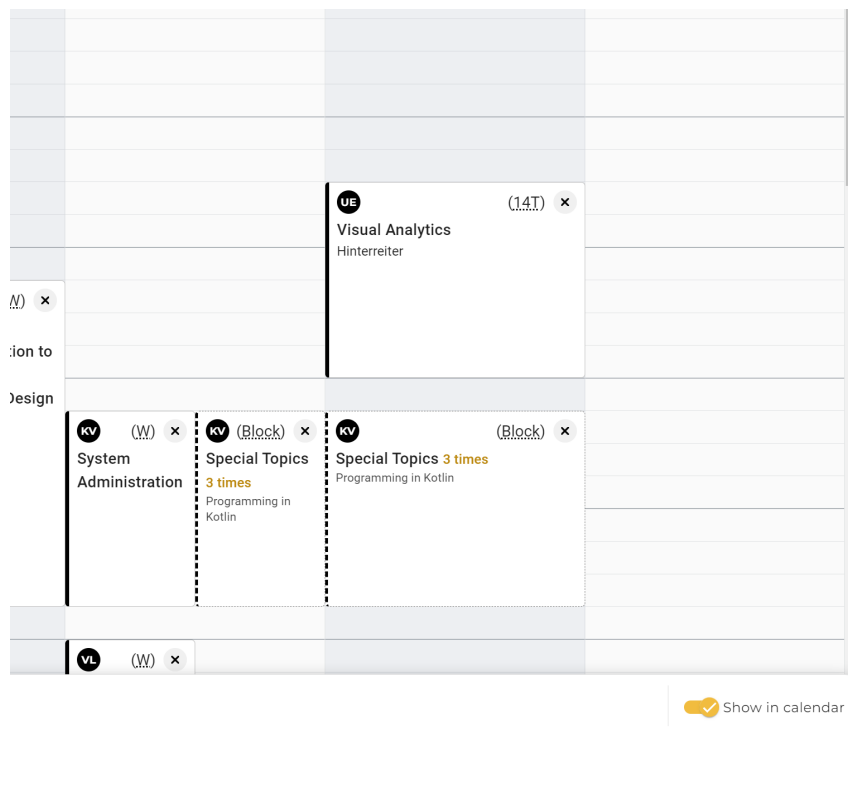 UE (14T)
Visual Analytics
Hinterreiter
W)
tion to
Design
KV (W)
System
Administration
KV (Block)
Special Topics
3 times
Programming in
Kotlin
KV (Block)
Special Topics 3 times
Programming in Kotlin
VL (W)
Show in calendar